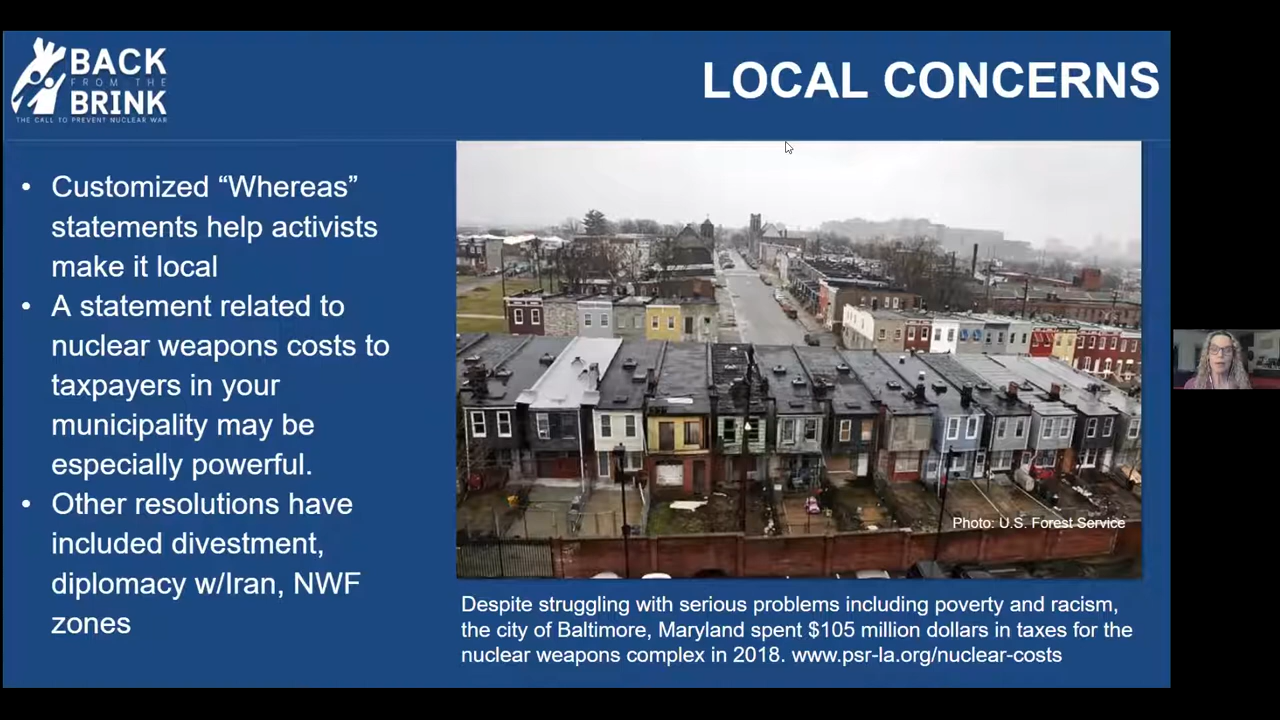 BACK
FROM THE
BRINK
THE CALL TO PREVENT NUCLEAR WAR
LOCAL CONCERNS
• Customized “Whereas”
statements help activists
make it local
• A statement related to
nuclear weapons costs to
taxpayers in your
municipality may be
especially powerful.
• Other resolutions have
included divestment,
diplomacy w/Iran, NWF
zones
Photo: U.S. Forest Service
Despite struggling with serious problems including poverty and racism,
the city of Baltimore, Maryland spent $105 million dollars in taxes for the
nuclear weapons complex in 2018. www.psr-la.org/nuclear-costs